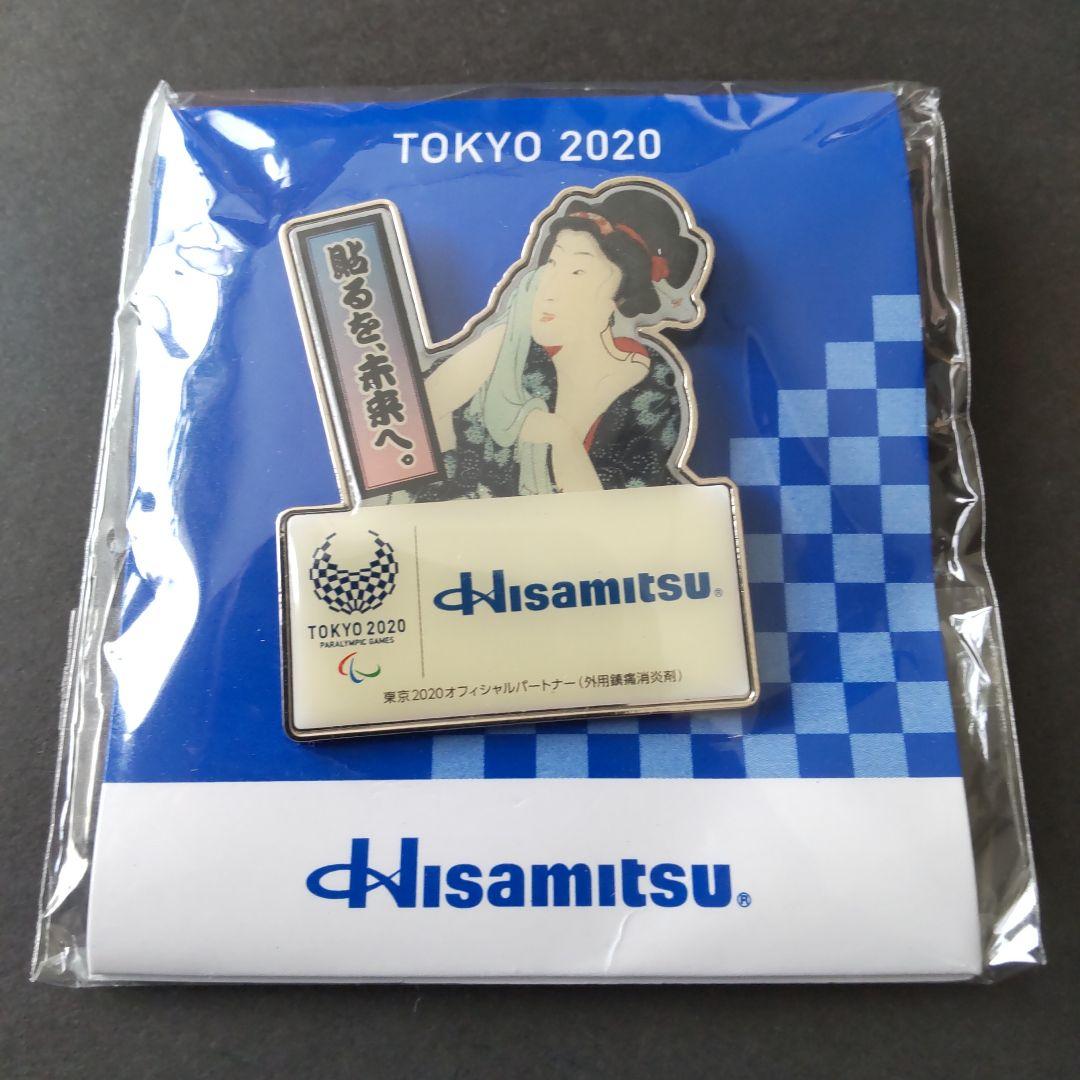 TOKYO 2020
貼るを、未来へ。
TOKYO 2020
PARALYMPIC GAMES
Hisamitsu®
東京2020オフィシャルパートナー（外用鎮痛消炎剤）
Hisamitsu®